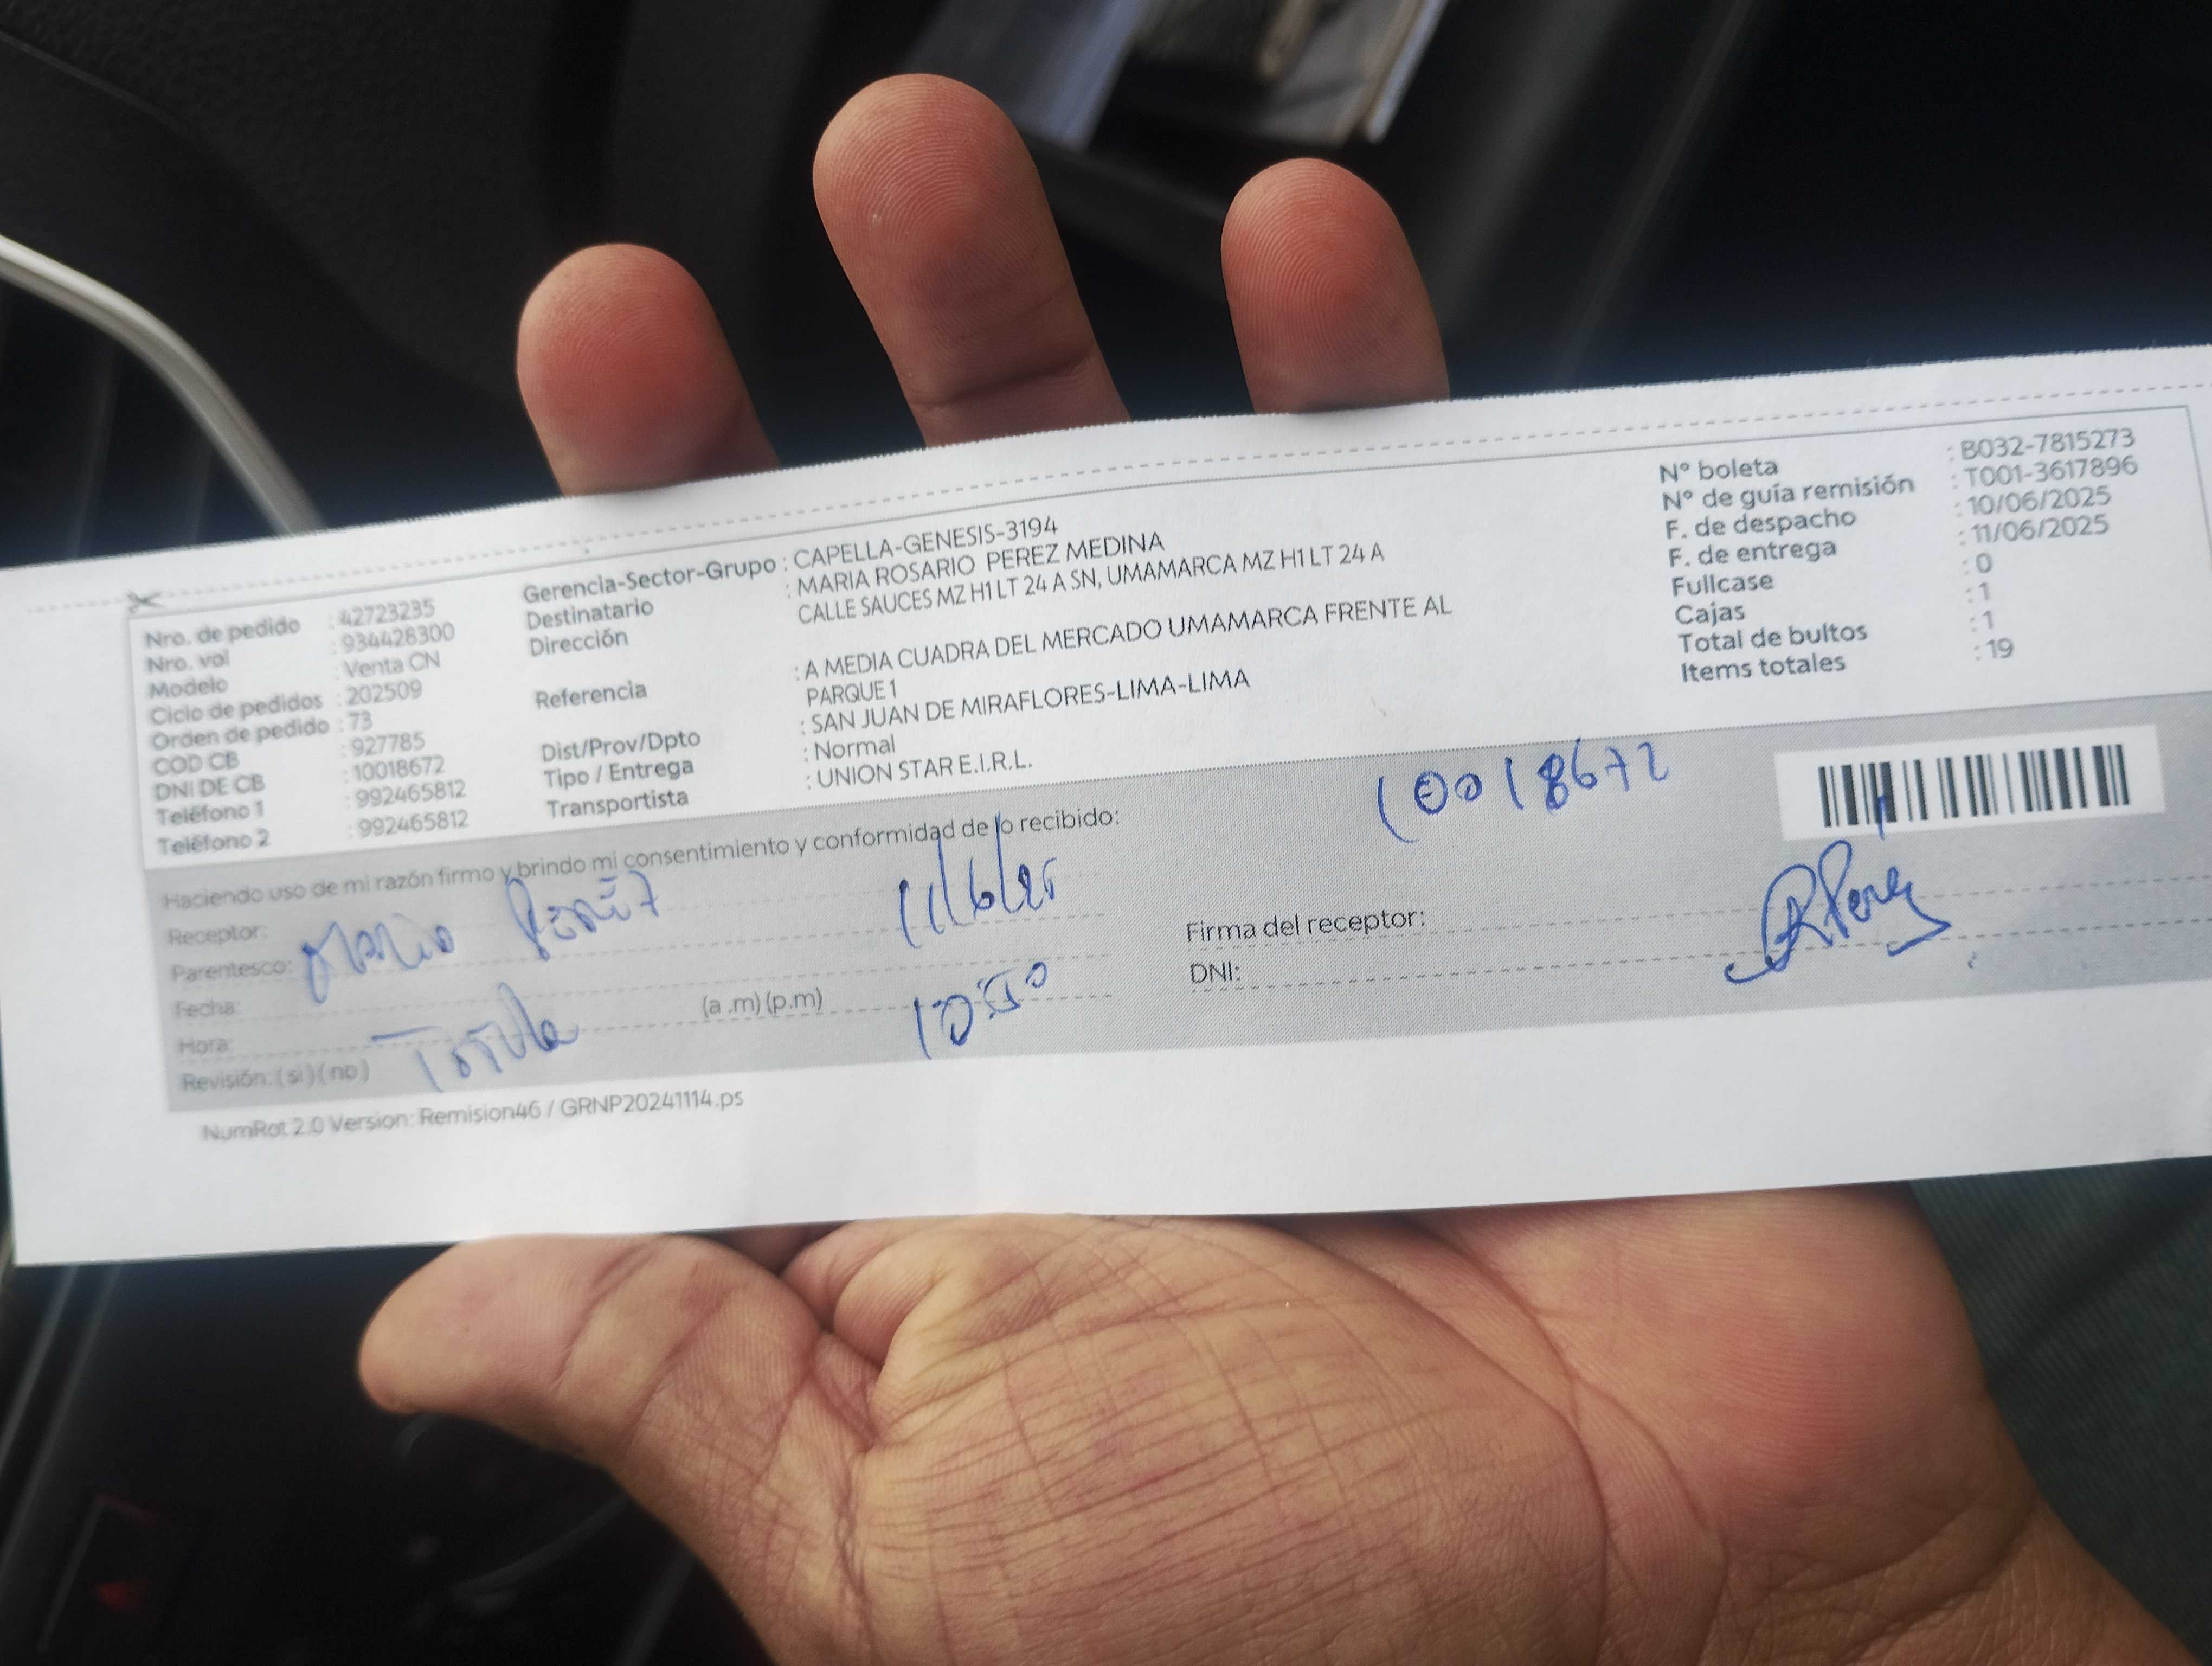 Nro. de pedido : 42723235
Nro. vol : 934428300
Modelo : Venta CN
Ciclo de pedidos : 202509
Orden de pedido : 73
COD CB : 927785
DNI DE CB : 10018672
Teléfono 1 : 992465812
Teléfono 2 : 992465812
Gerencia-Sector-Grupo : CAPELLA-GENESIS-3194
Destinatario : MARIA ROSARIO PEREZ MEDINA
Dirección CALLE SAUCES MZ H1 LT 24 A SN, UMAMARCA MZ H1 LT 24 A
Referencia : A MEDIA CUADRA DEL MERCADO UMAMARCA FRENTE AL
PARQUE 1
Dist/Prov/Dpto : SAN JUAN DE MIRAFLORES-LIMA-LIMA
Tipo / Entrega : Normal
Transportista : UNION STAR E.I.R.L.
N° boleta : B032-7815273
N° de guía remisión : T001-3617896
F. de despacho : 10/06/2025
F. de entrega : 11/06/2025
Fullcase : 0
Cajas : 1
Total de bultos : 1
Items totales : 19
Haciendo uso de mi razón firmo y brindo mi consentimiento y conformidad de lo recibido:
10018672
Receptor:
Parentesco: 11/6/25
Fecha:
Hora: (a .m) (p.m)
Revisión: ( si ) ( no )
Firma del receptor:
DNI:
NumRot 2.0 Version: Remision46 / GRNP20241114.ps